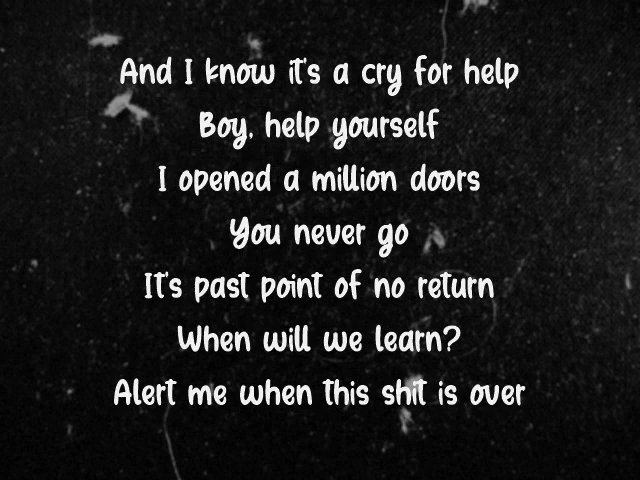 And I know it's a cry for help
Boy, help yourself
I opened a million doors
You never go
It's past point of no return
When will we learn?
Alert me when this shit is over